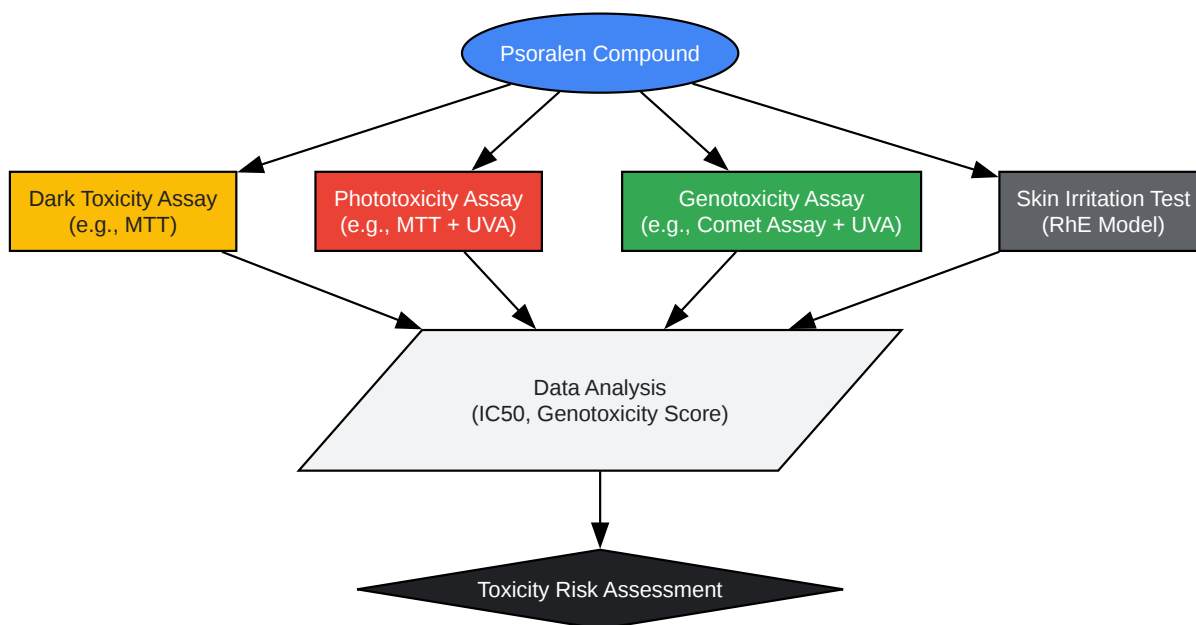 Psoralen Compound
Dark Toxicity Assay
(e.g., MTT)
Phototoxicity Assay
(e.g., MTT + UVA)
Genotoxicity Assay
(e.g., Comet Assay + UVA)
Skin Irritation Test
(RhE Model)
Data Analysis
(IC50, Genotoxicity Score)
Toxicity Risk Assessment